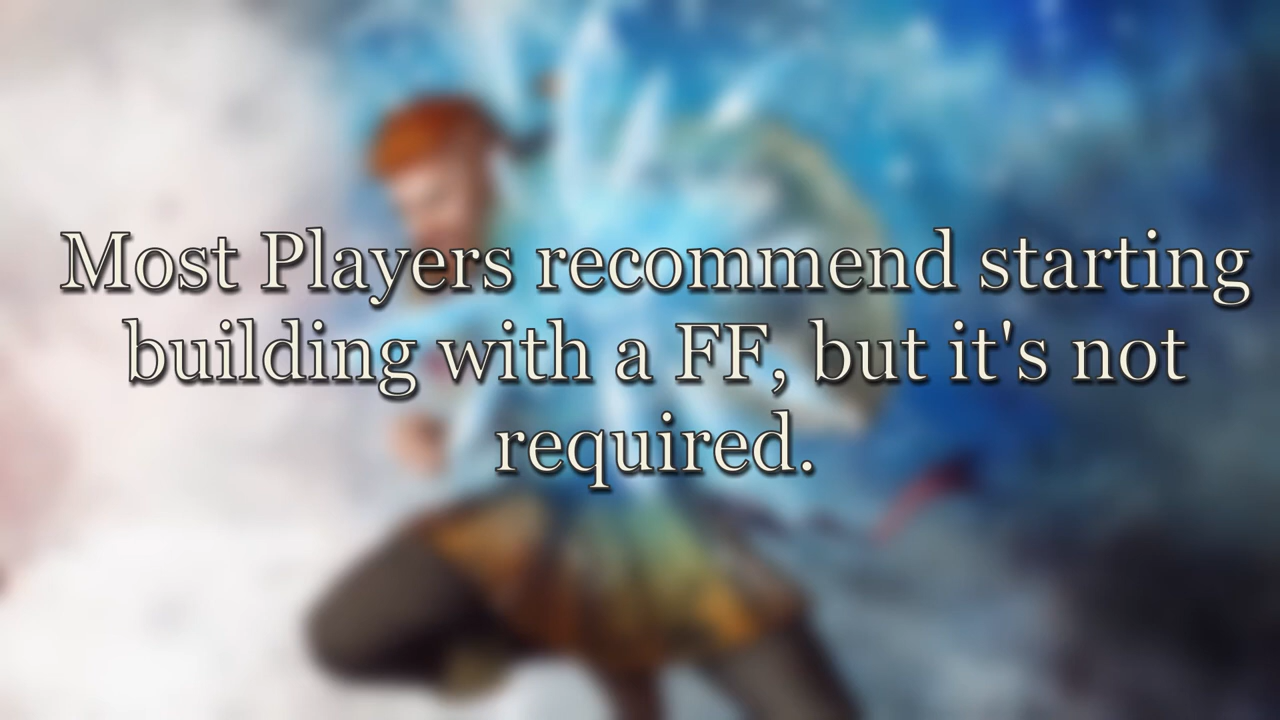 Most Players recommend starting
building with a FF, but it's not
required.